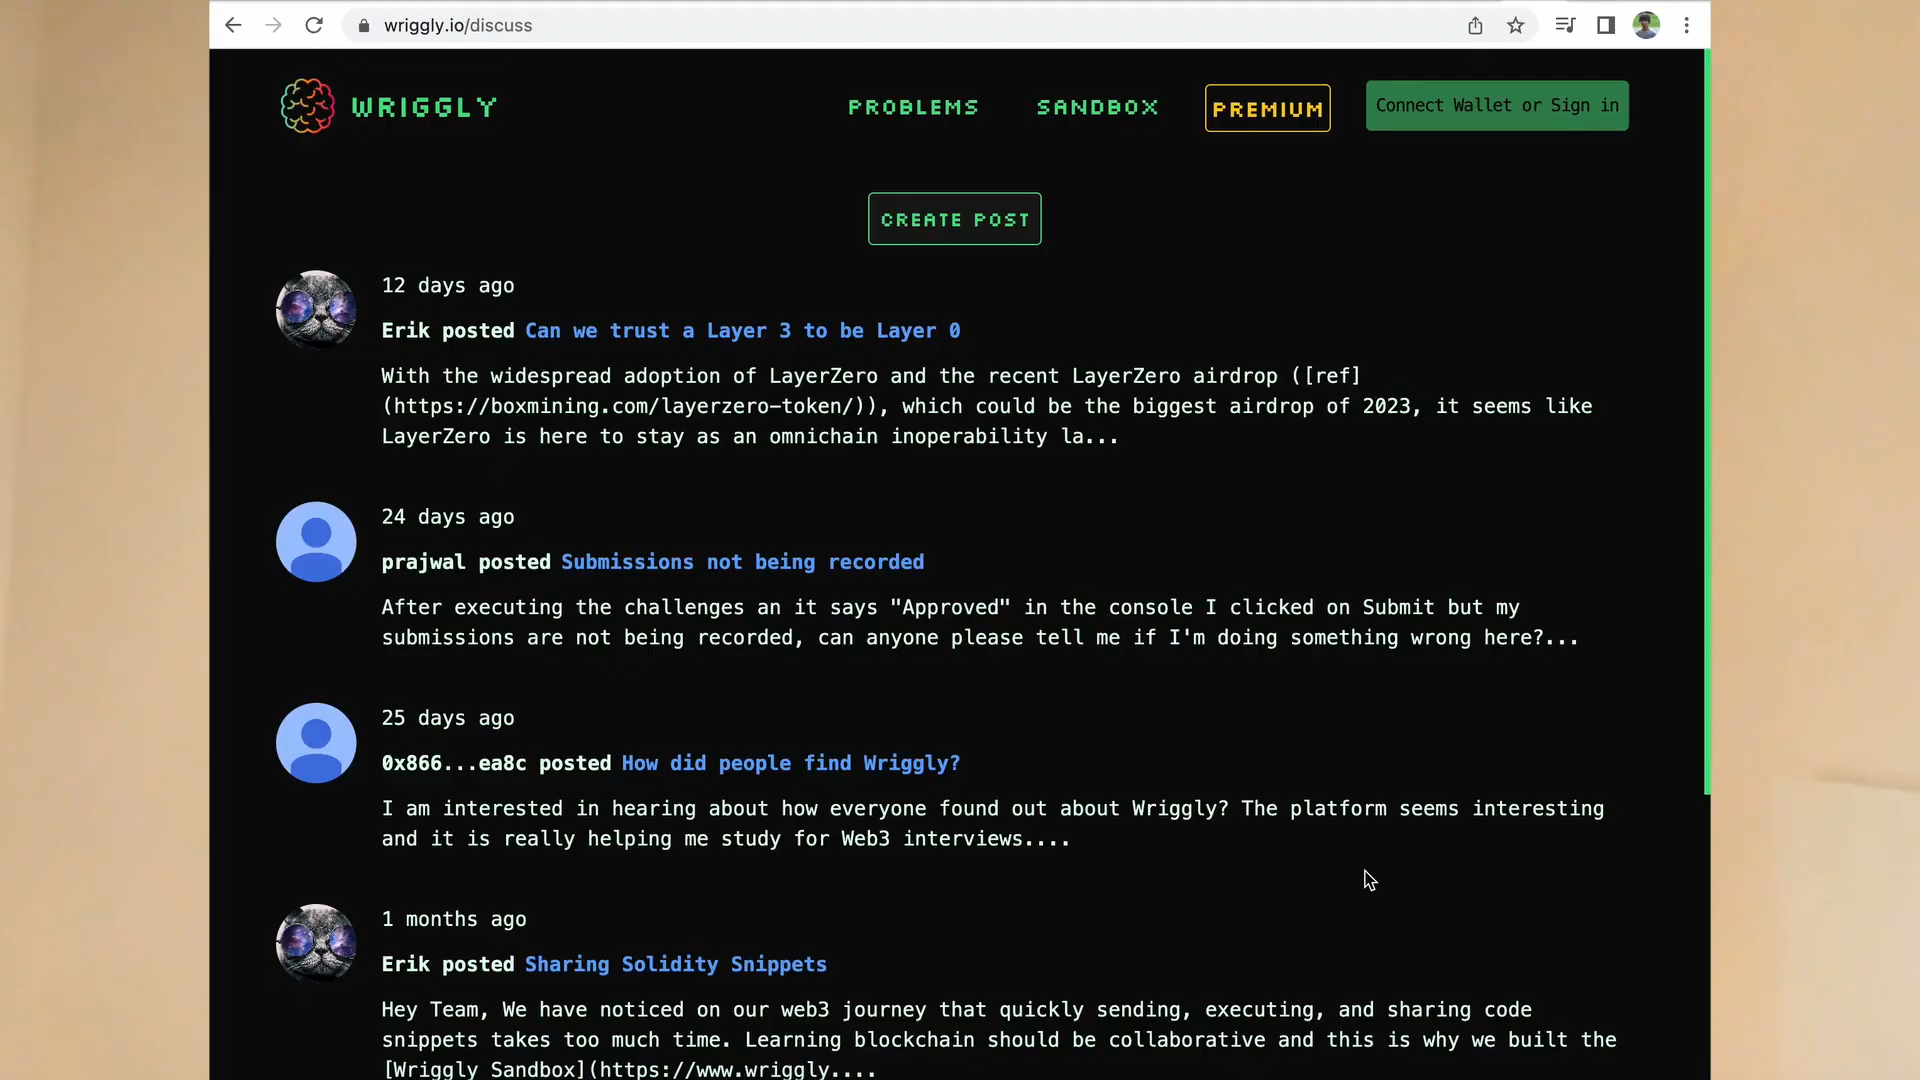 wriggly.io/discuss
WRIGGLY
PROBLEMS
SANDBOX
PREMIUM
Connect Wallet or Sign in
CREATE POST
12 days ago
Erik posted Can we trust a Layer 3 to be Layer 0
With the widespread adoption of LayerZero and the recent LayerZero airdrop ([ref]
(https://boxmining.com/layerzero-token/)), which could be the biggest airdrop of 2023, it seems like
LayerZero is here to stay as an omnichain inoperability la...
24 days ago
prajwal posted Submissions not being recorded
After executing the challenges an it says "Approved" in the console I clicked on Submit but my
submissions are not being recorded, can anyone please tell me if I'm doing something wrong here?...
25 days ago
0x866...ea8c posted How did people find Wriggly?
I am interested in hearing about how everyone found out about Wriggly? The platform seems interesting
and it is really helping me study for Web3 interviews....
1 months ago
Erik posted Sharing Solidity Snippets
Hey Team, We have noticed on our web3 journey that quickly sending, executing, and sharing code
snippets takes too much time. Learning blockchain should be collaborative and this is why we built the
[Wriggly Sandbox](https://www.wriggly....